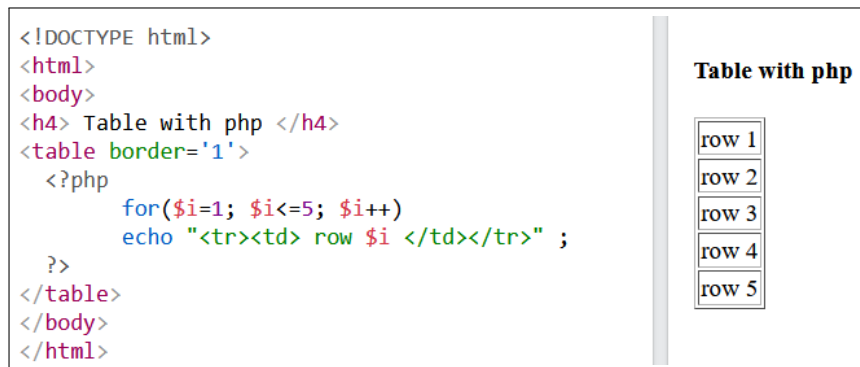 <!DOCTYPE html>
<html>
<body>
<h4> Table with php </h4>
<table border='1'>
  <?php
        for($i=1; $i<=5; $i++)
        echo "<tr><td> row $i </td></tr>" ;
  ?>
</table>
</body>
</html>
Table with php
row 1
row 2
row 3
row 4
row 5